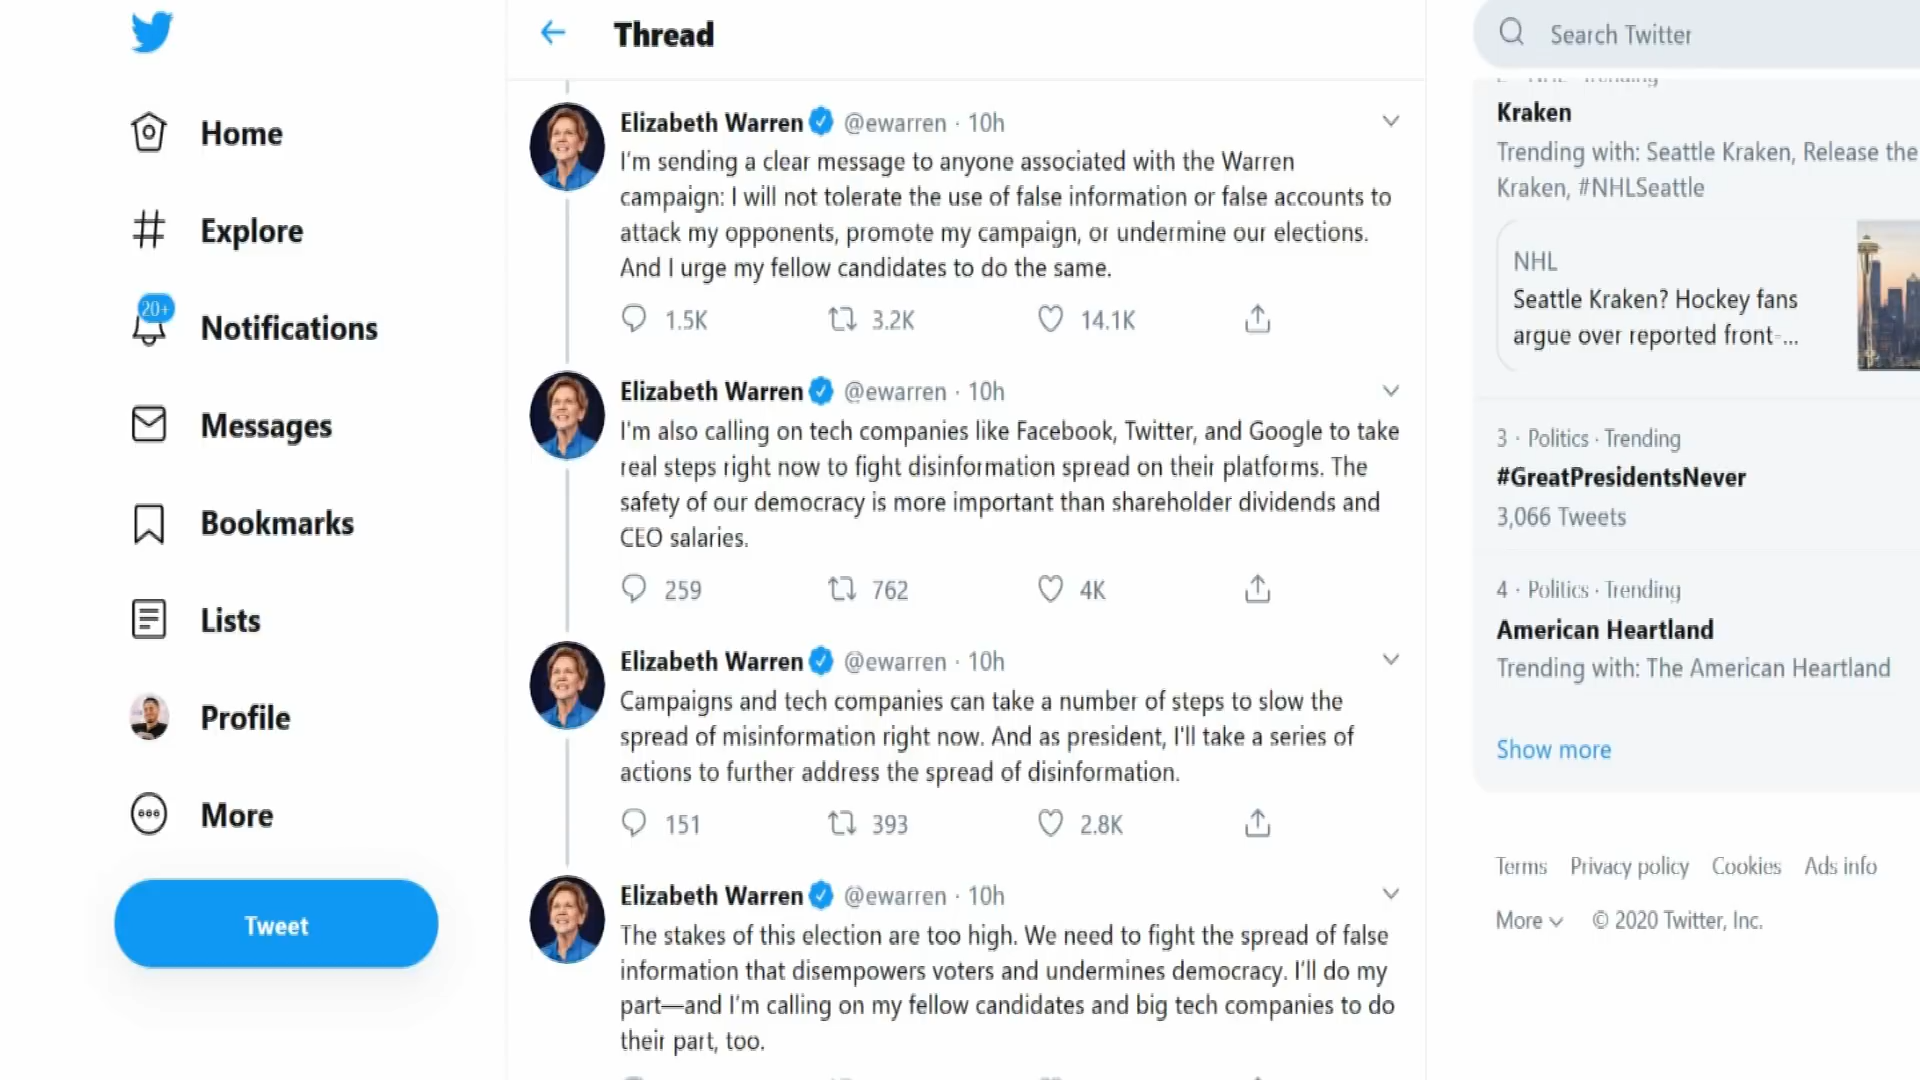 Home
Explore
20+
Notifications
Messages
Bookmarks
Lists
Profile
More
Tweet
Thread
Elizabeth Warren @ewarren · 10h
I'm sending a clear message to anyone associated with the Warren
campaign: I will not tolerate the use of false information or false accounts to
attack my opponents, promote my campaign, or undermine our elections.
And I urge my fellow candidates to do the same.
1.5K 3.2K 14.1K
Elizabeth Warren @ewarren · 10h
I'm also calling on tech companies like Facebook, Twitter, and Google to take
real steps right now to fight disinformation spread on their platforms. The
safety of our democracy is more important than shareholder dividends and
CEO salaries.
259 762 4K
Elizabeth Warren @ewarren · 10h
Campaigns and tech companies can take a number of steps to slow the
spread of misinformation right now. And as president, I'll take a series of
actions to further address the spread of disinformation.
151 393 2.8K
Elizabeth Warren @ewarren · 10h
The stakes of this election are too high. We need to fight the spread of false
information that disempowers voters and undermines democracy. I'll do my
part—and I'm calling on my fellow candidates and big tech companies to do
their part, too.
Search Twitter
Kraken
Trending with: Seattle Kraken, Release the
Kraken, #NHLSeattle
NHL
Seattle Kraken? Hockey fans
argue over reported front-...
3 · Politics · Trending
#GreatPresidentsNever
3,066 Tweets
4 · Politics · Trending
American Heartland
Trending with: The American Heartland
Show more
Terms Privacy policy Cookies Ads info
More © 2020 Twitter, Inc.